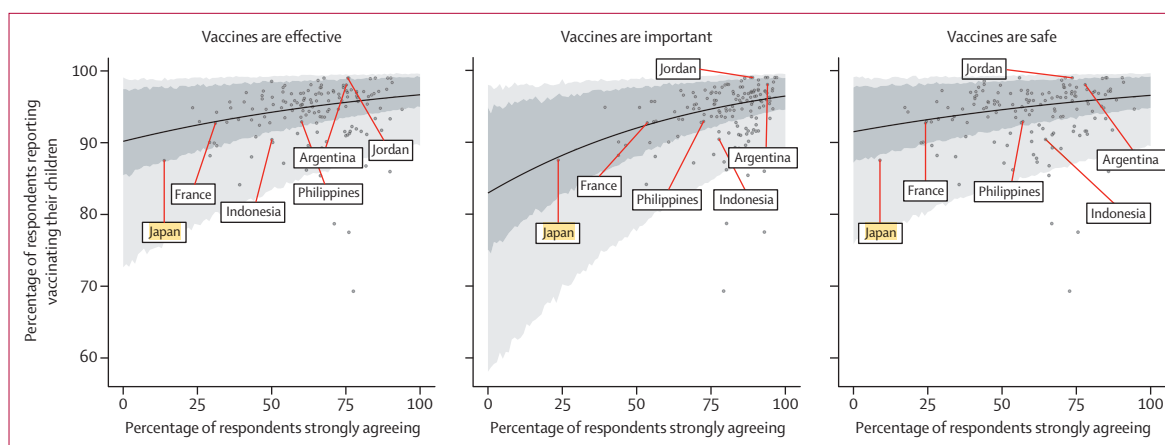 Vaccines are effective
Vaccines are important
Vaccines are safe
Percentage of respondents reporting
vaccinating their children
100
90
80
70
60
France
Japan
Indonesia
Argentina
Philippines
Jordan
0 25 50 75 100
Percentage of respondents strongly agreeing
Jordan
France
Japan
Philippines
Argentina
Indonesia
0 25 50 75 100
Percentage of respondents strongly agreeing
Jordan
Argentina
France
Philippines
Indonesia
Japan
0 25 50 75 100
Percentage of respondents strongly agreeing